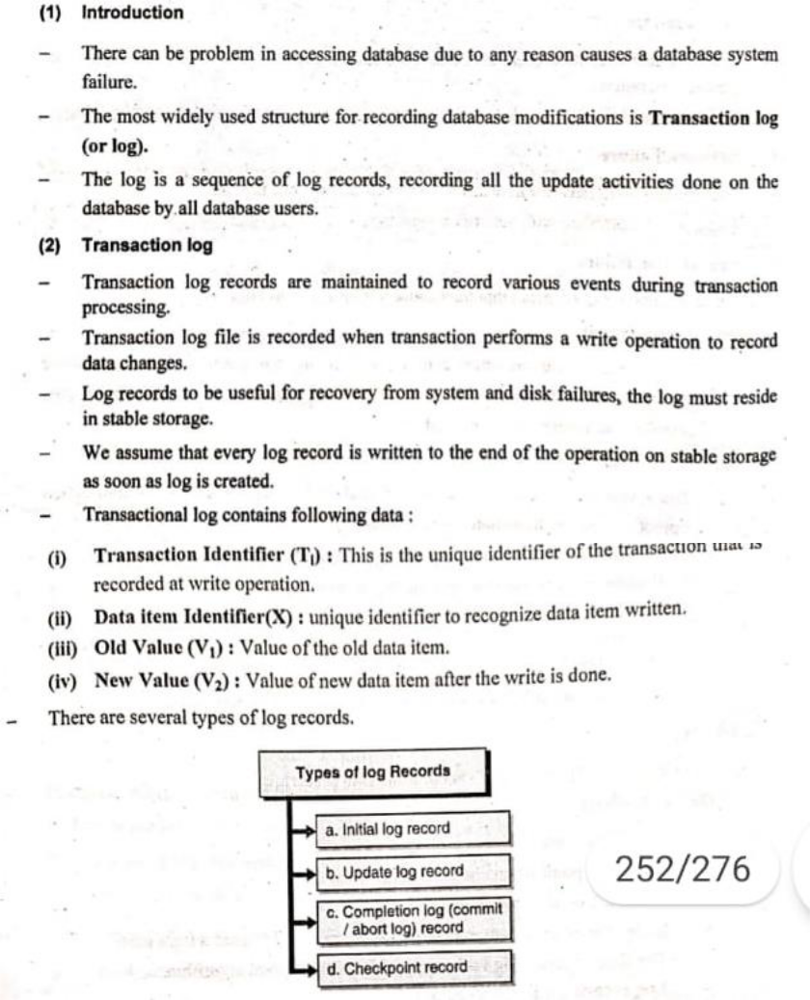 (1) Introduction
– There can be problem in accessing database due to any reason causes a database system
failure.
– The most widely used structure for recording database modifications is Transaction log
(or log).
– The log is a sequence of log records, recording all the update activities done on the
database by all database users.
(2) Transaction log
– Transaction log records are maintained to record various events during transaction
processing.
– Transaction log file is recorded when transaction performs a write operation to record
data changes.
– Log records to be useful for recovery from system and disk failures, the log must reside
in stable storage.
– We assume that every log record is written to the end of the operation on stable storage
as soon as log is created.
– Transactional log contains following data :
(i) Transaction Identifier (Tᵢ) : This is the unique identifier of the transaction that is
recorded at write operation.
(ii) Data item Identifier(X) : unique identifier to recognize data item written.
(iii) Old Value (V₁) : Value of the old data item.
(iv) New Value (V₂) : Value of new data item after the write is done.
– There are several types of log records.
Types of log Records
a. Initial log record
b. Update log record
c. Completion log (commit
/ abort log) record
d. Checkpoint record
252/276